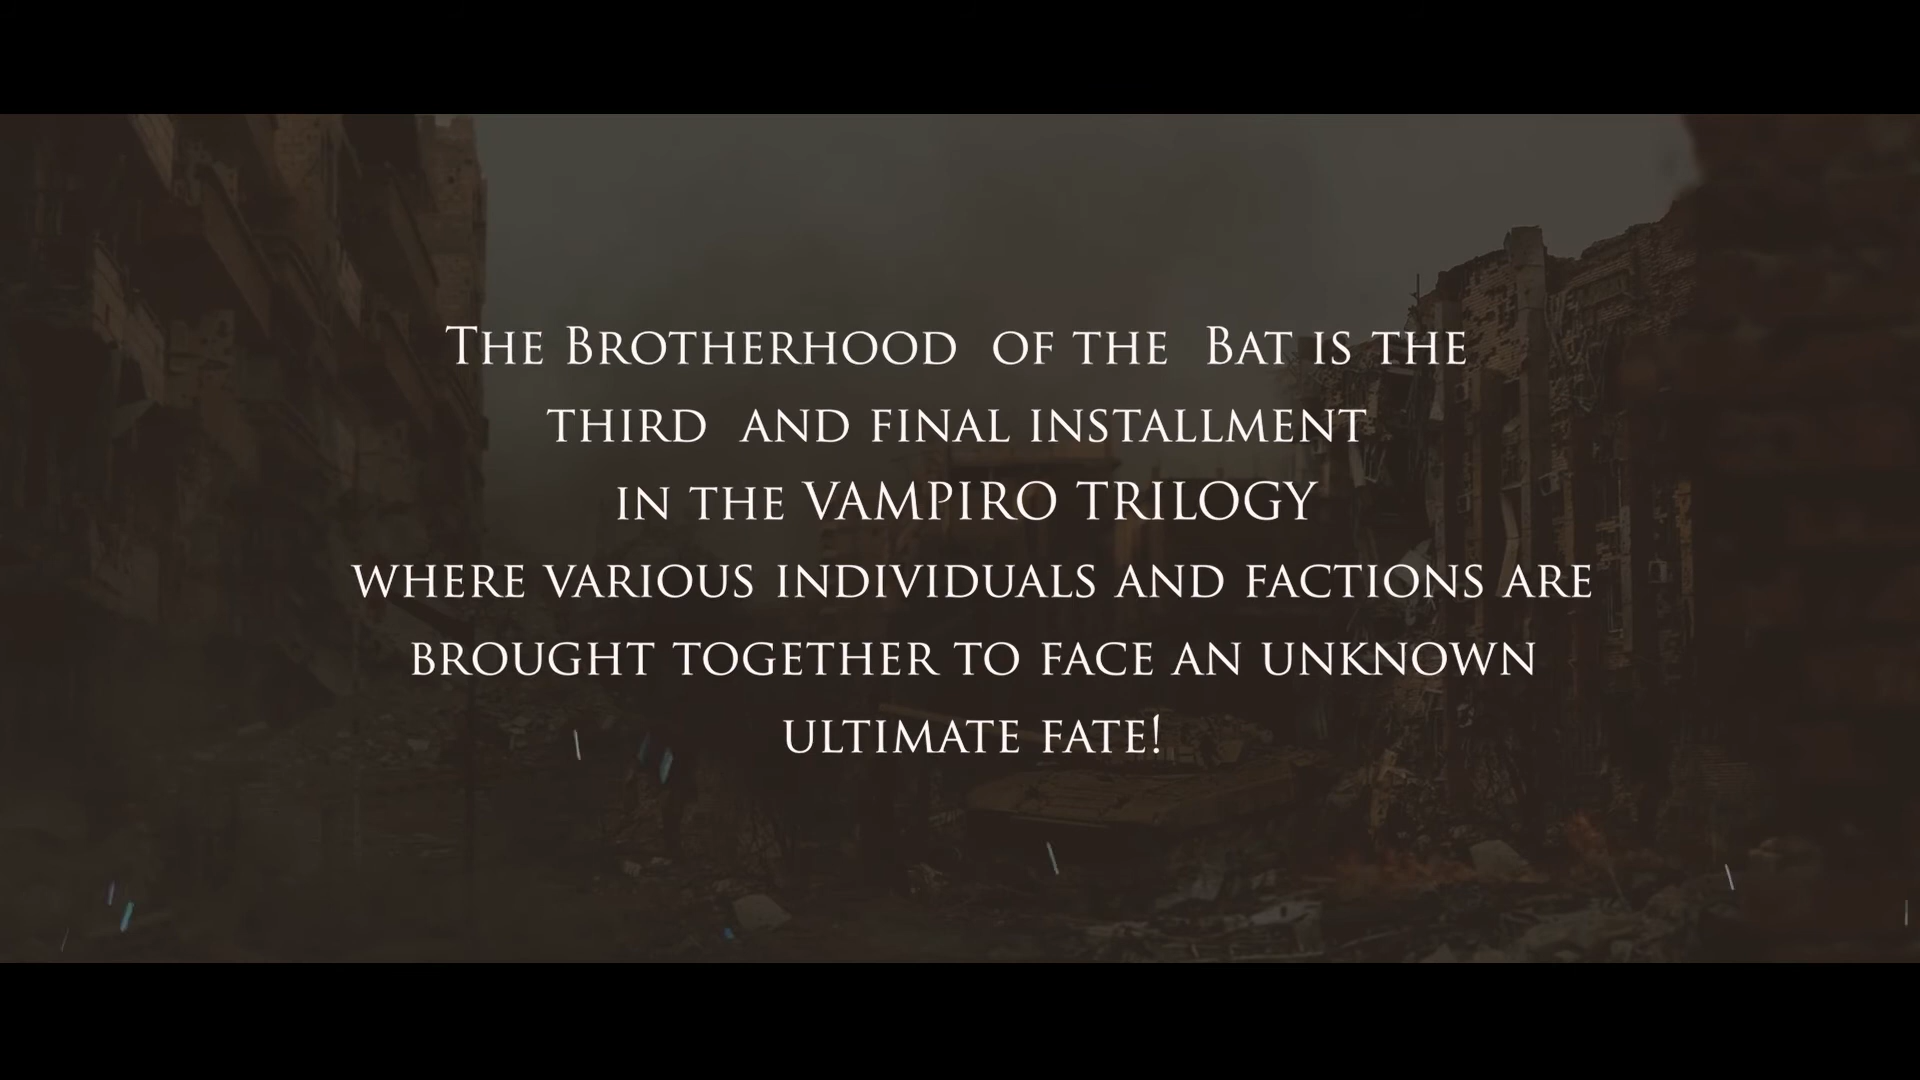 The Brotherhood of the Bat is the
third and final installment
in the VAMPIRO TRILOGY
where various individuals and factions are
brought together to face an unknown
ultimate fate!